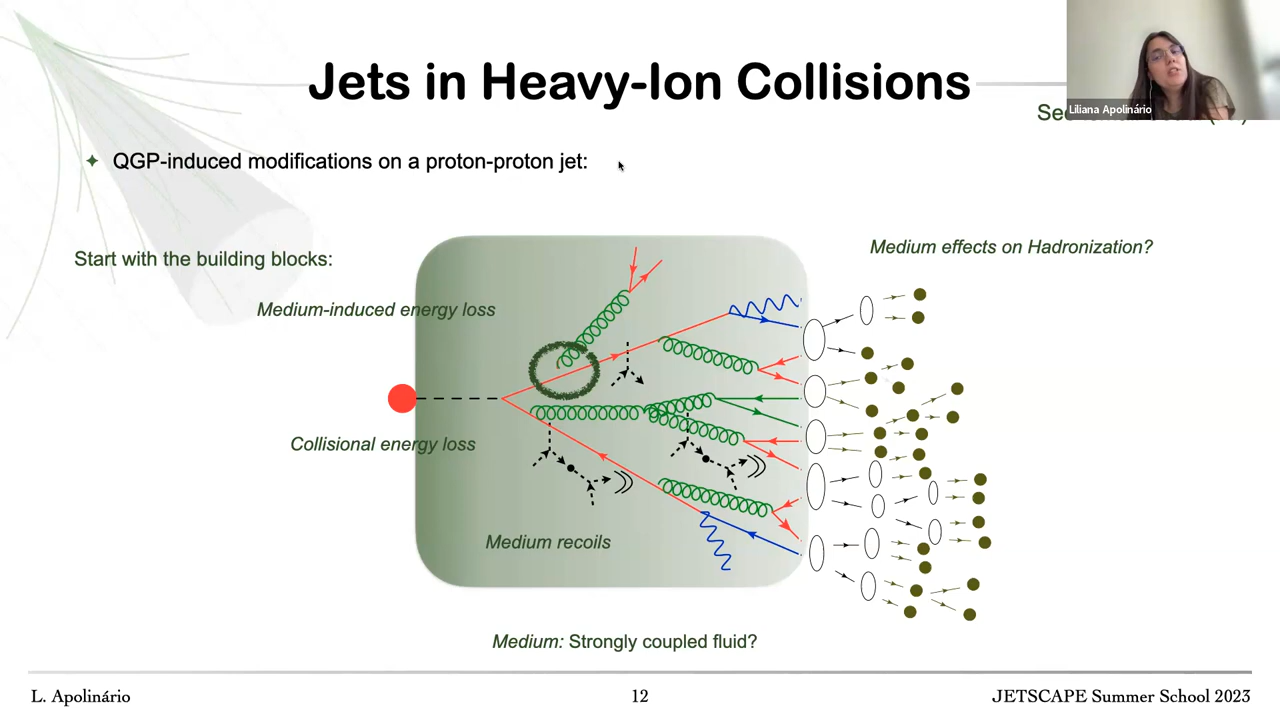 Jets in Heavy-Ion Collisions
Liliana Apolinário
QGP-induced modifications on a proton-proton jet:
Start with the building blocks:
Medium effects on Hadronization?
Medium-induced energy loss
Collisional energy loss
Medium recoils
Medium: Strongly coupled fluid?
L. Apolinário
12
JETSCAPE Summer School 2023